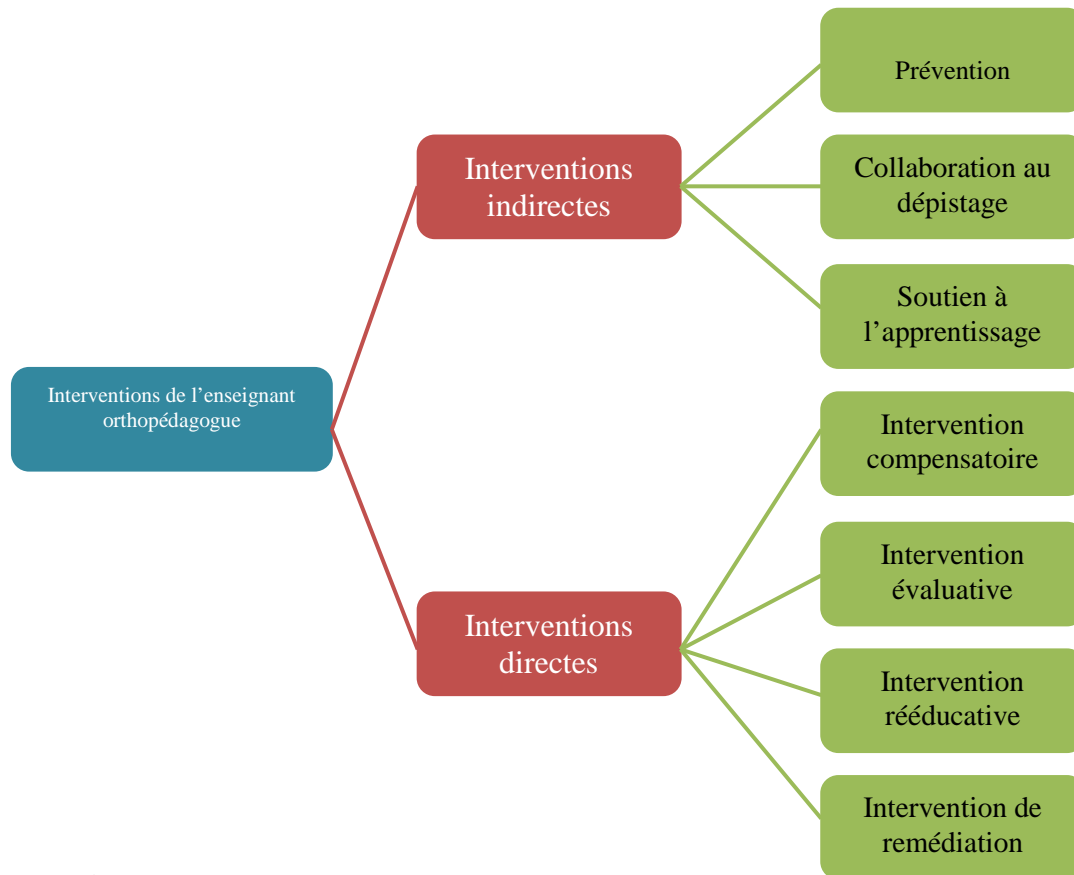 Interventions de l’enseignant
orthopédagogue
Interventions
indirectes
Prévention
Collaboration au
dépistage
Soutien à
l’apprentissage
Interventions
directes
Intervention
compensatoire
Intervention
évaluative
Intervention
rééducative
Intervention de
remédiation